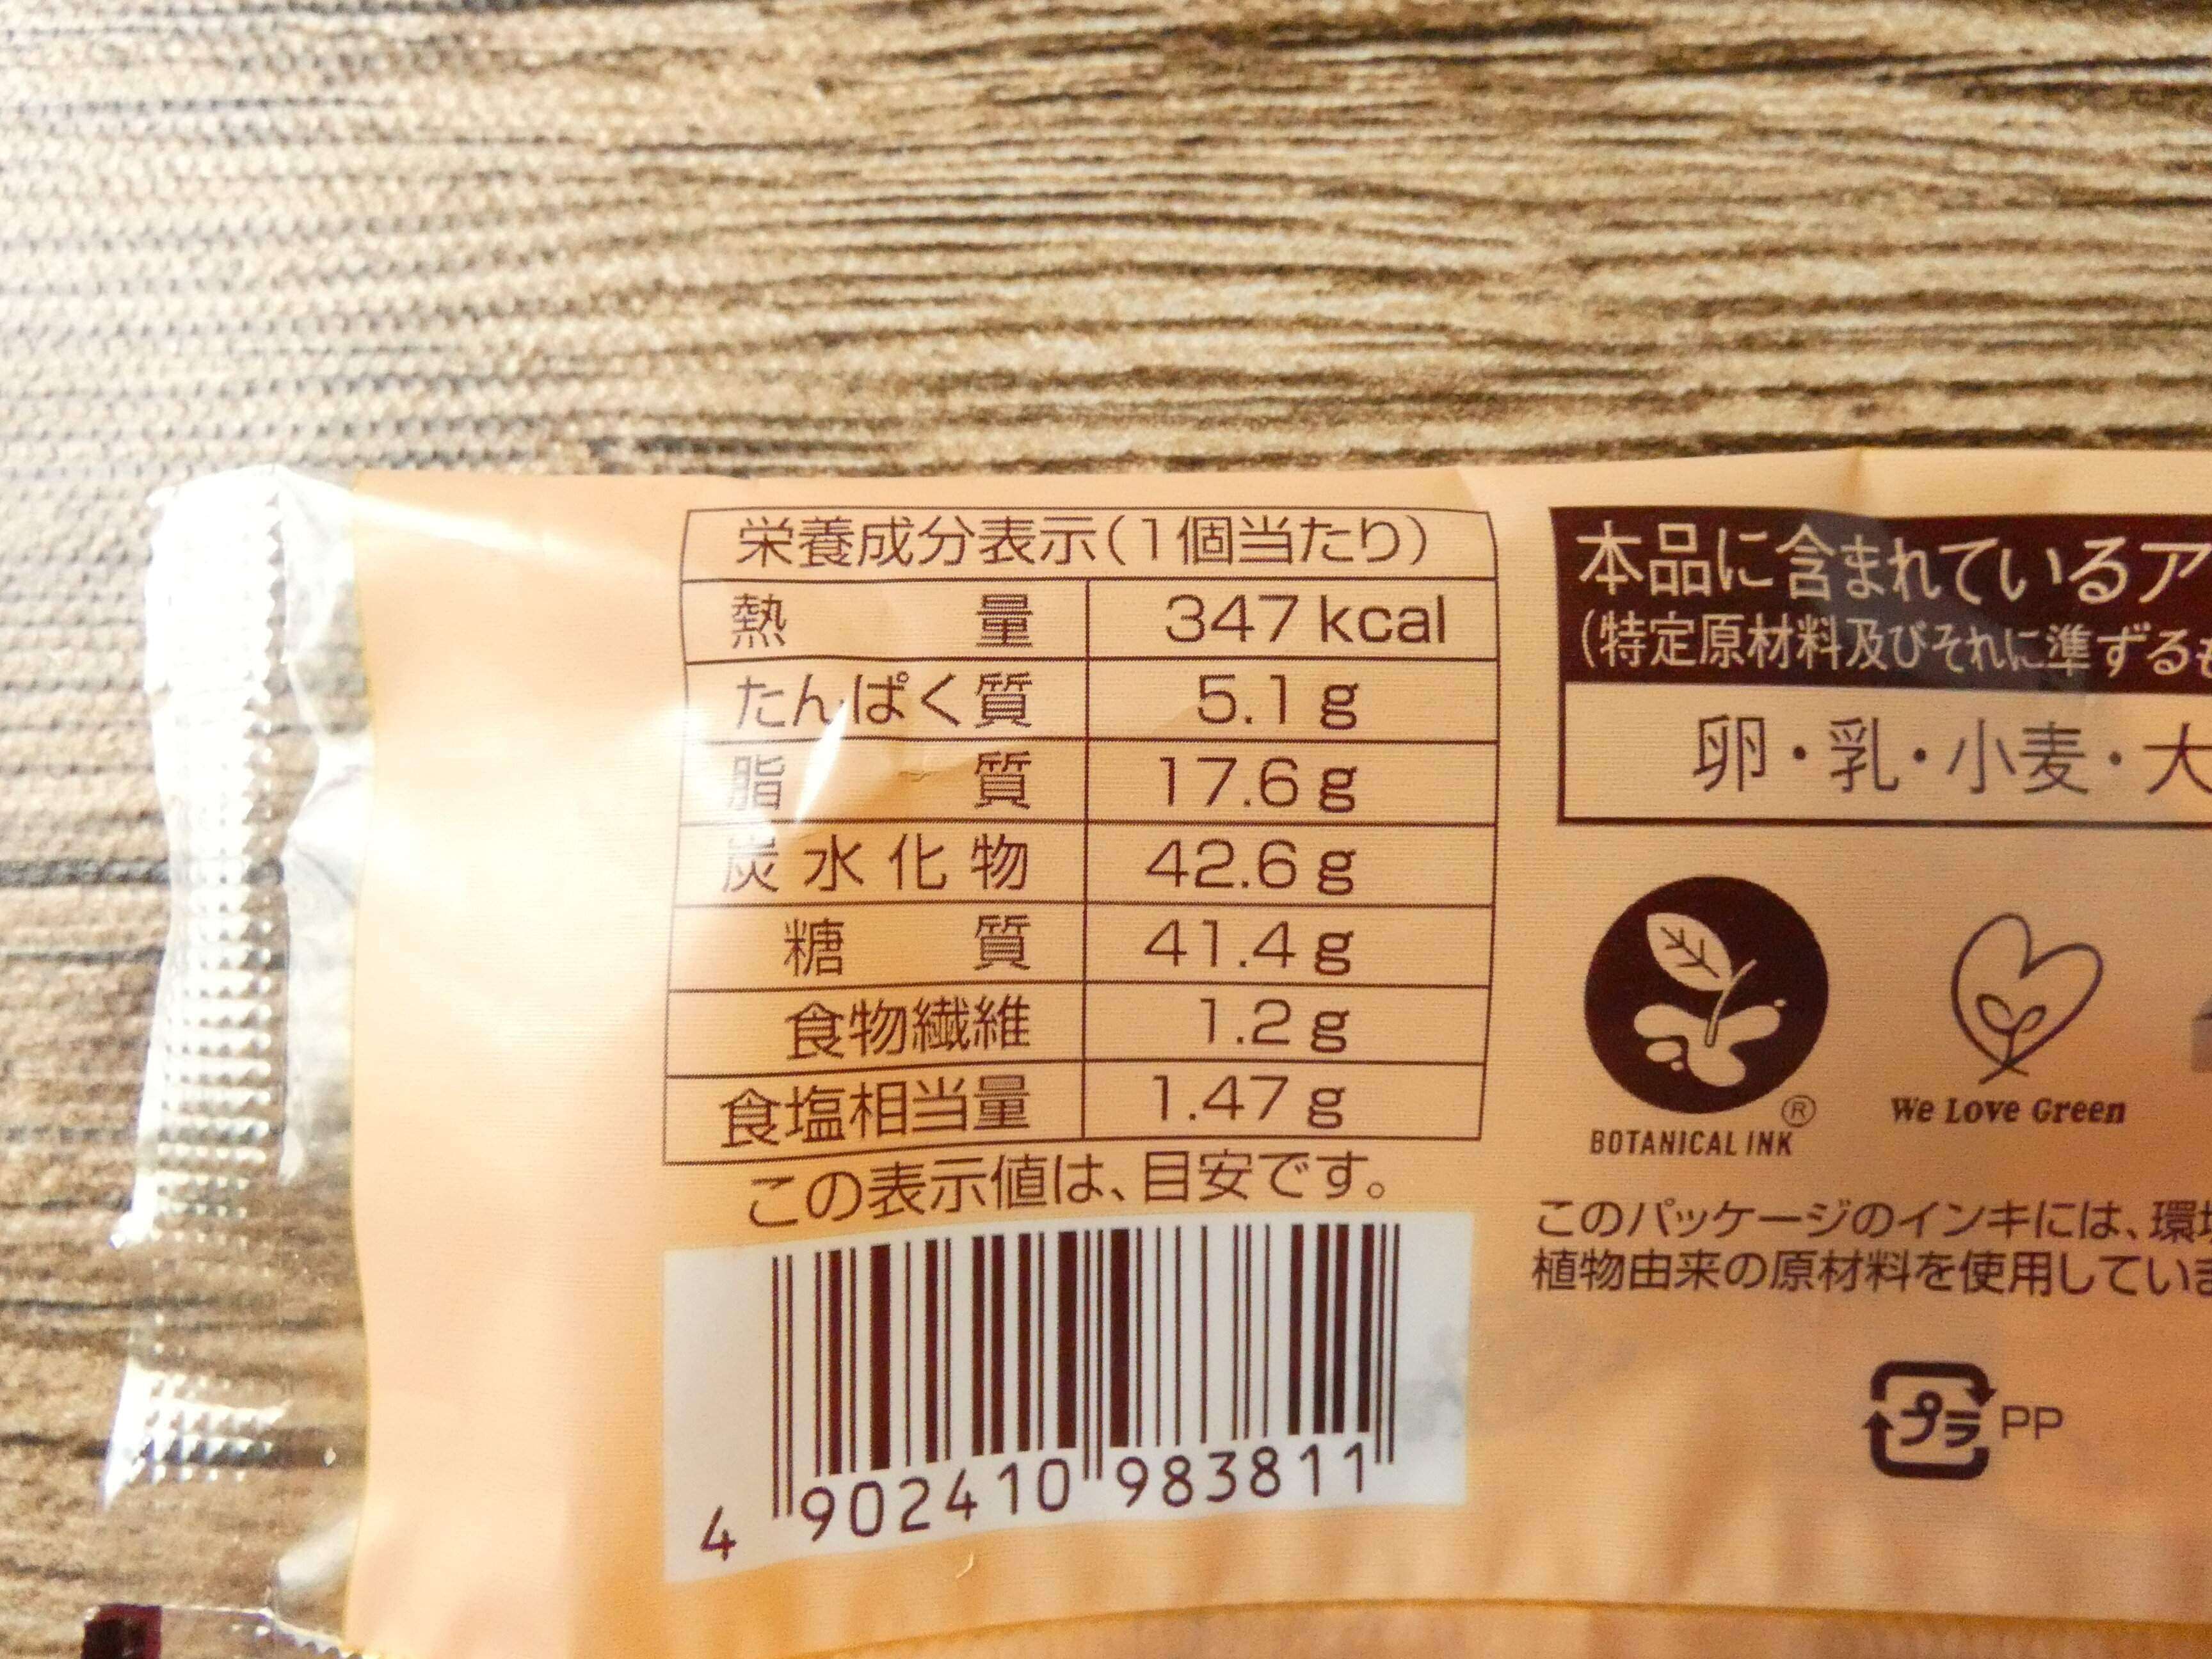 栄養成分表示(1個当たり)
熱量 347 kcal
たんぱく質 5.1 g
脂質 17.6 g
炭水化物 42.6 g
糖質 41.4 g
食物繊維 1.2 g
食塩相当量 1.47 g
この表示値は、目安です。
4 902410 983811
本品に含まれているア
(特定原材料及びそれに準ずるも
卵・乳・小麦・大
®
BOTANICAL INK
We Love Green
このパッケージのインキには、環境
植物由来の原材料を使用していま
プラ PP